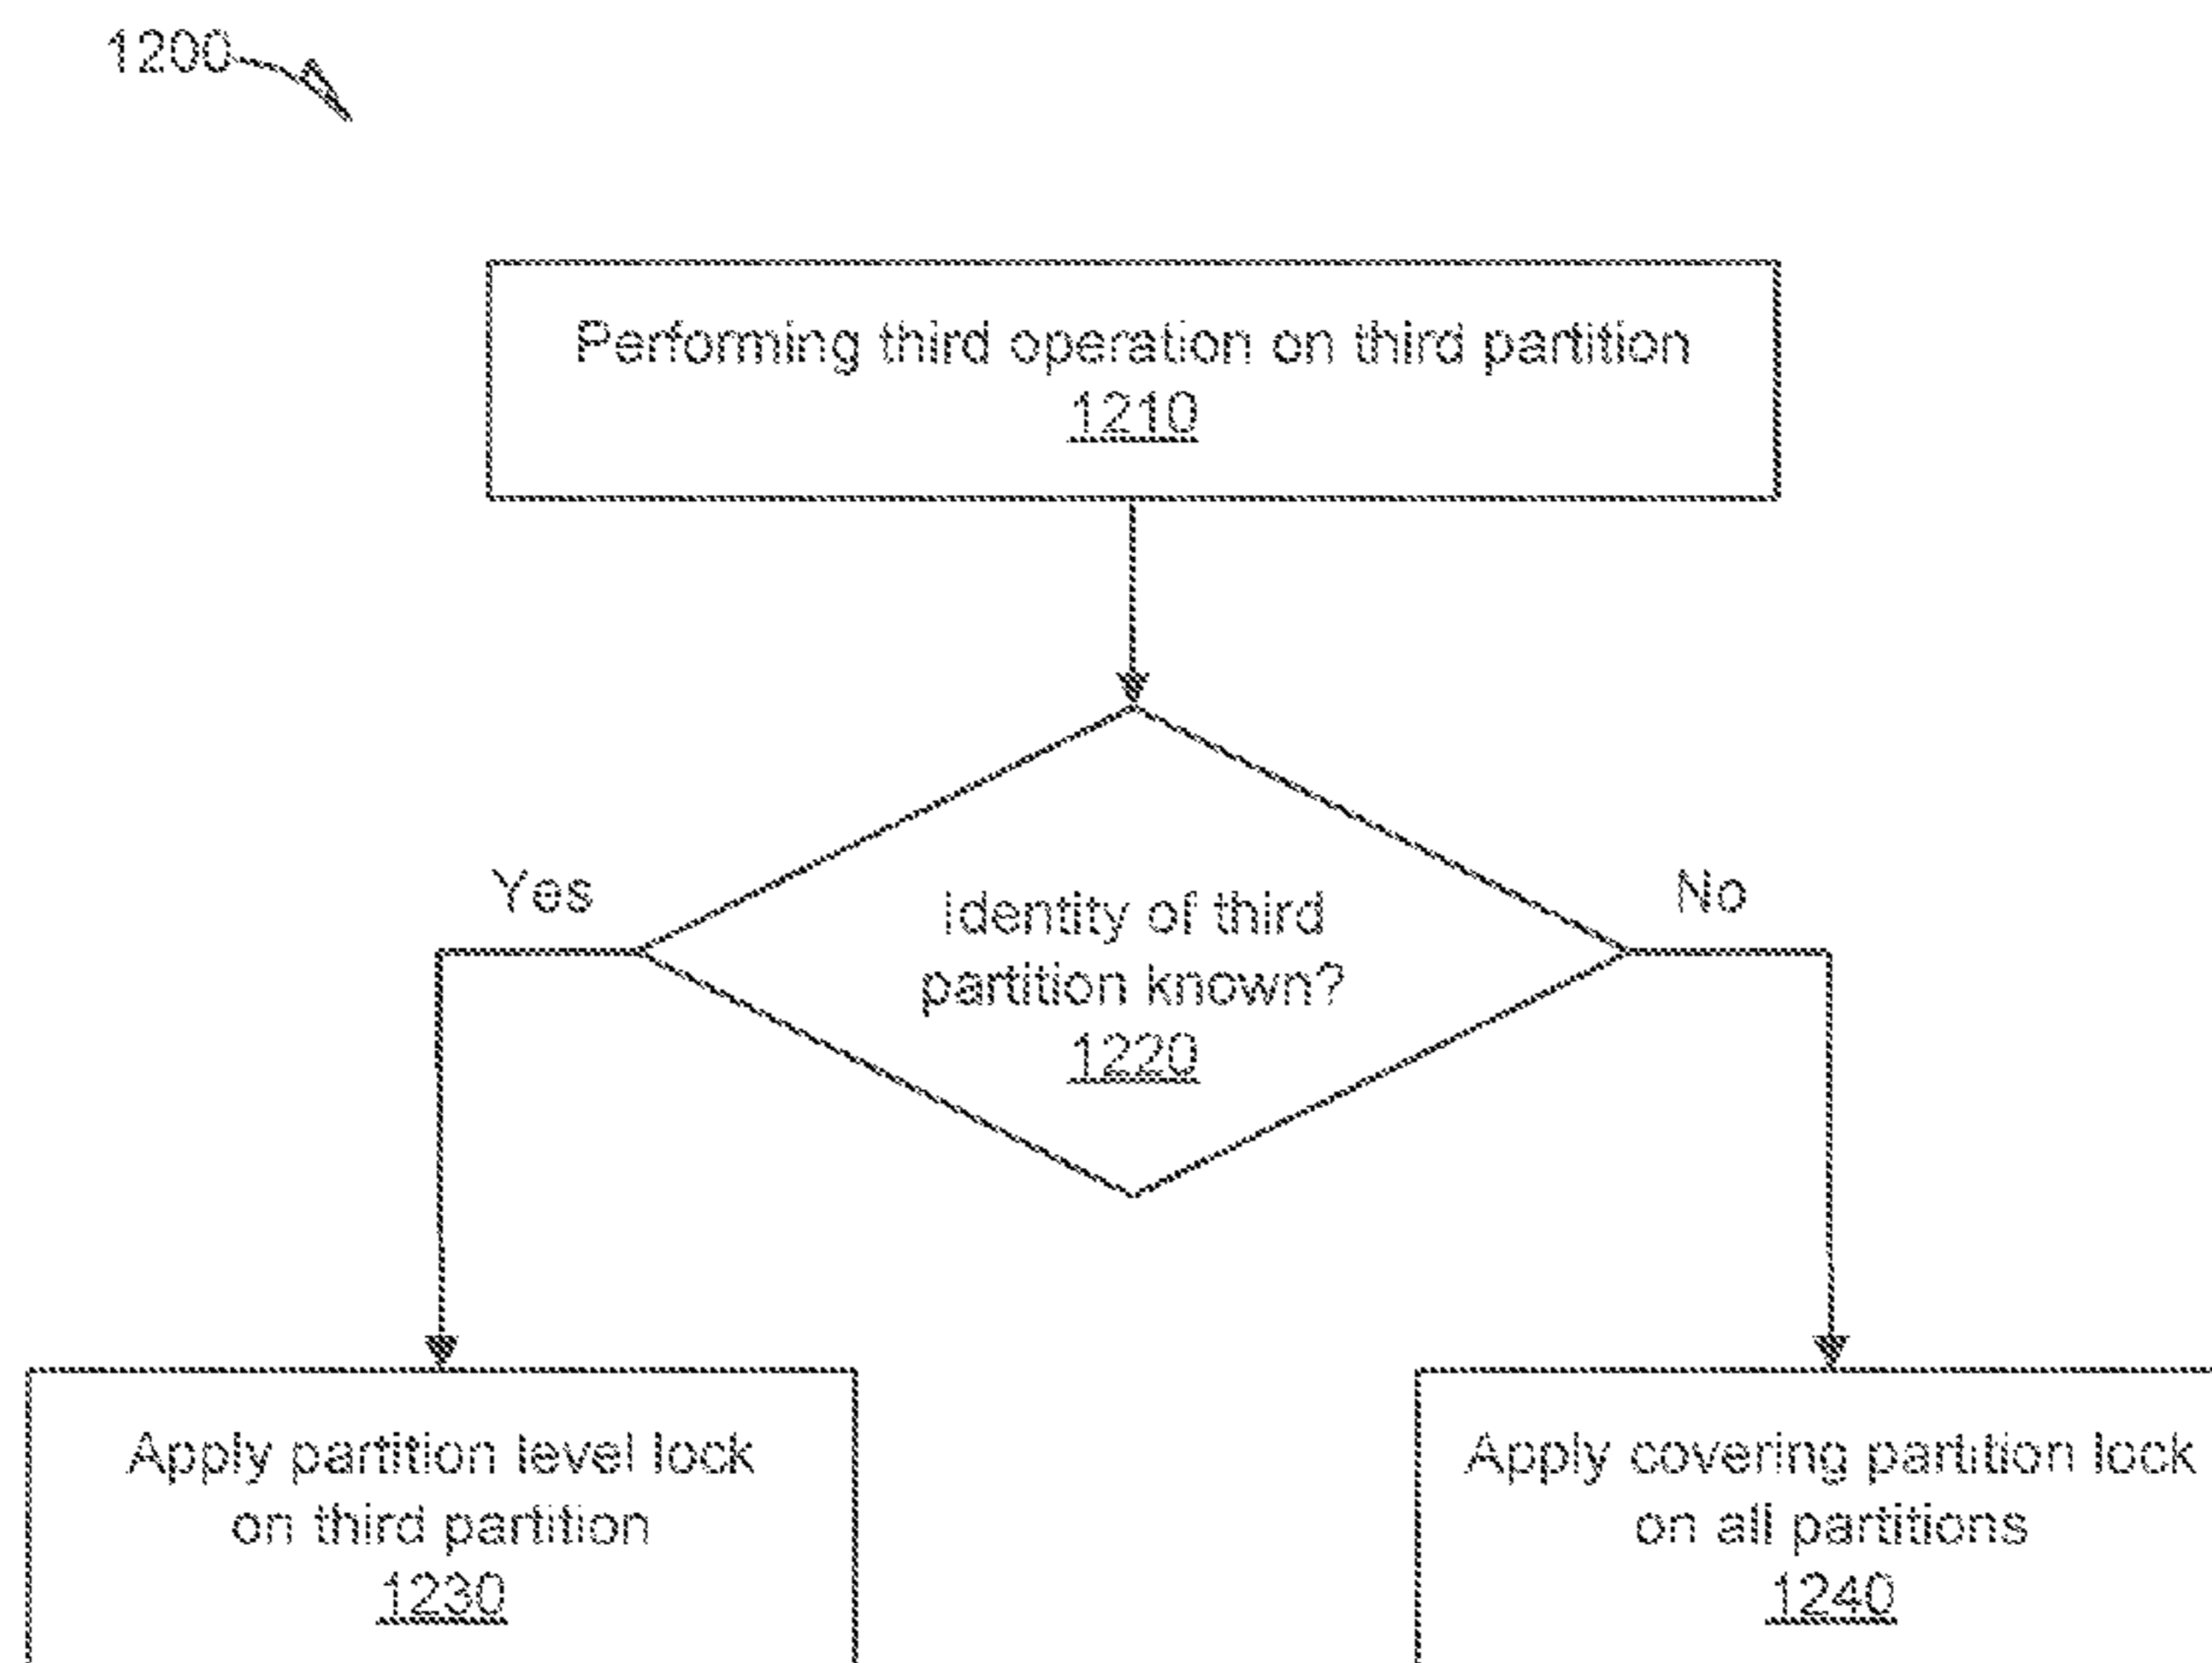 1200
Performing third operation on third partition
1210
Yes
No
Identity of third
partition known?
1220
Apply partition level lock
on third partition
1230
Apply covering partition lock
on all partitions
1240